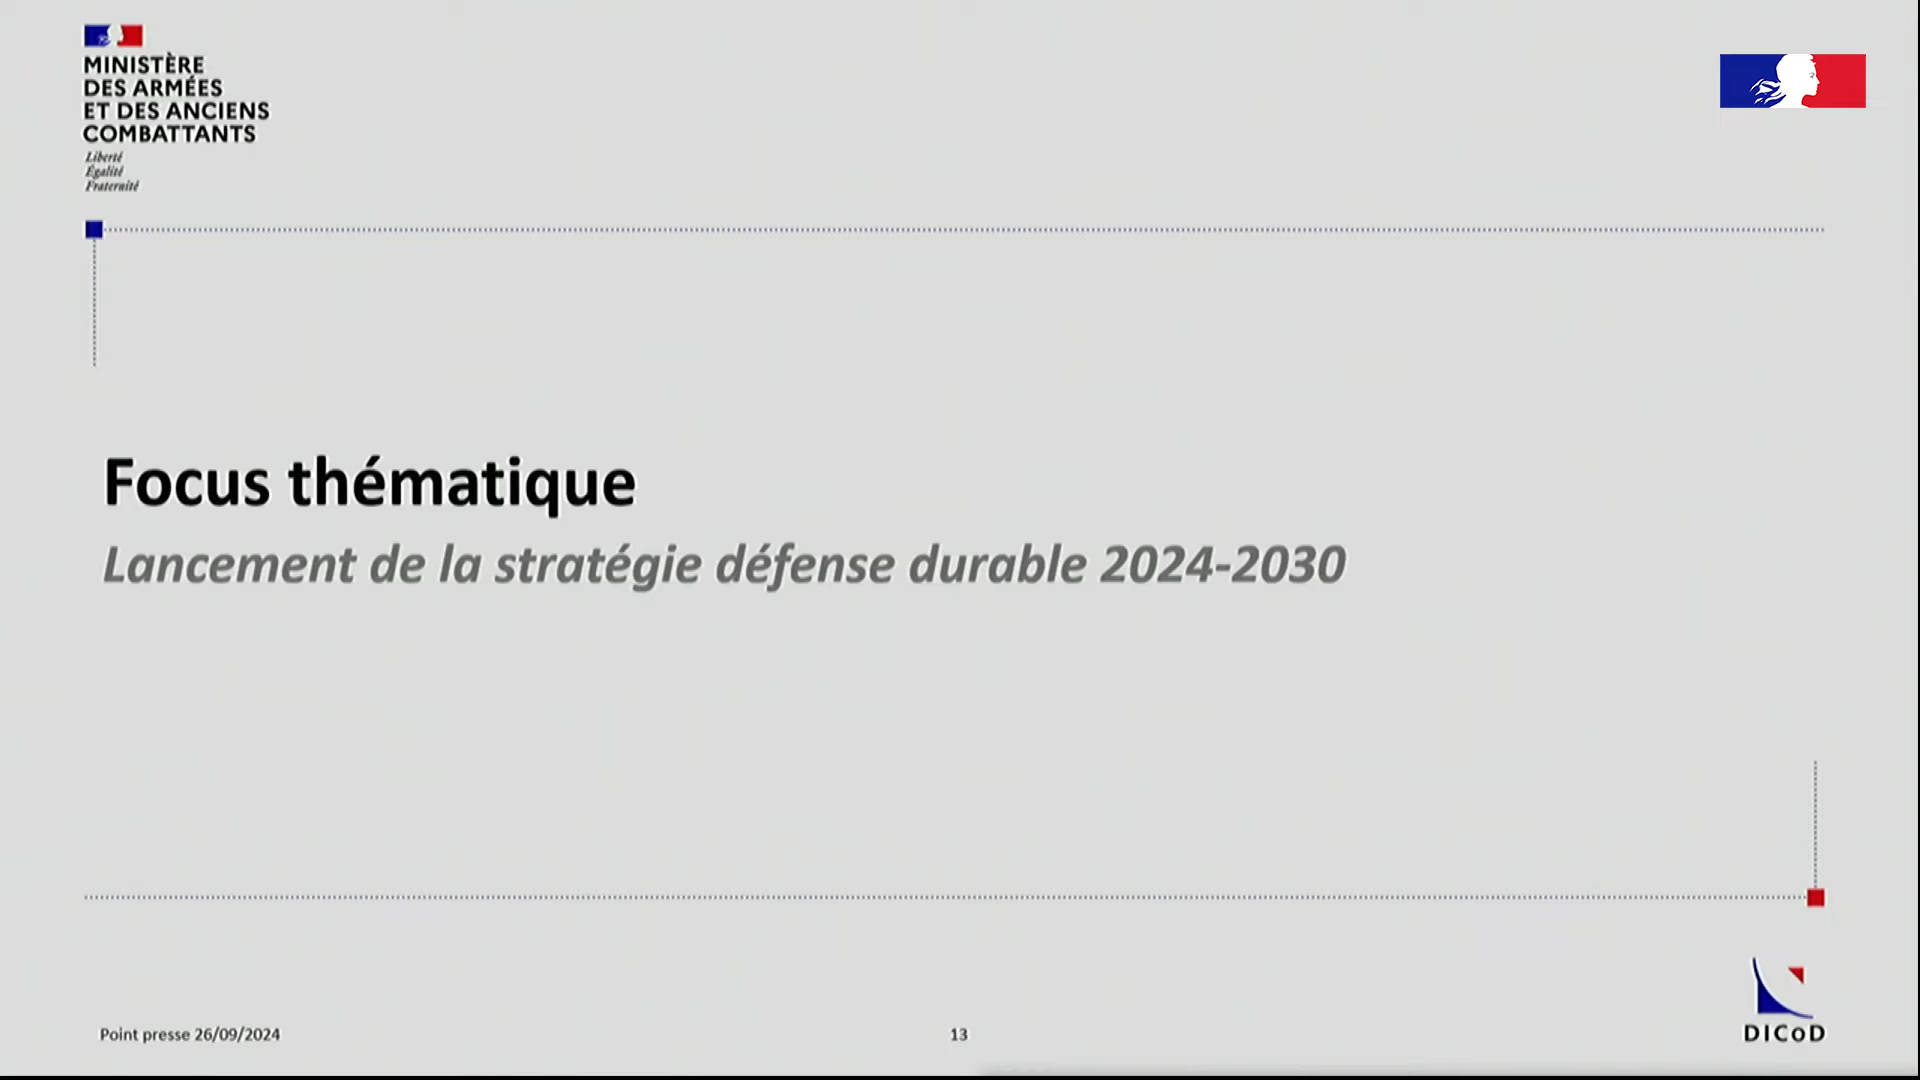 MINISTÈRE
DES ARMÉES
ET DES ANCIENS
COMBATTANTS
Liberté
Égalité
Fraternité
Focus thématique
Lancement de la stratégie défense durable 2024-2030
Point presse 26/09/2024
13
DICoD